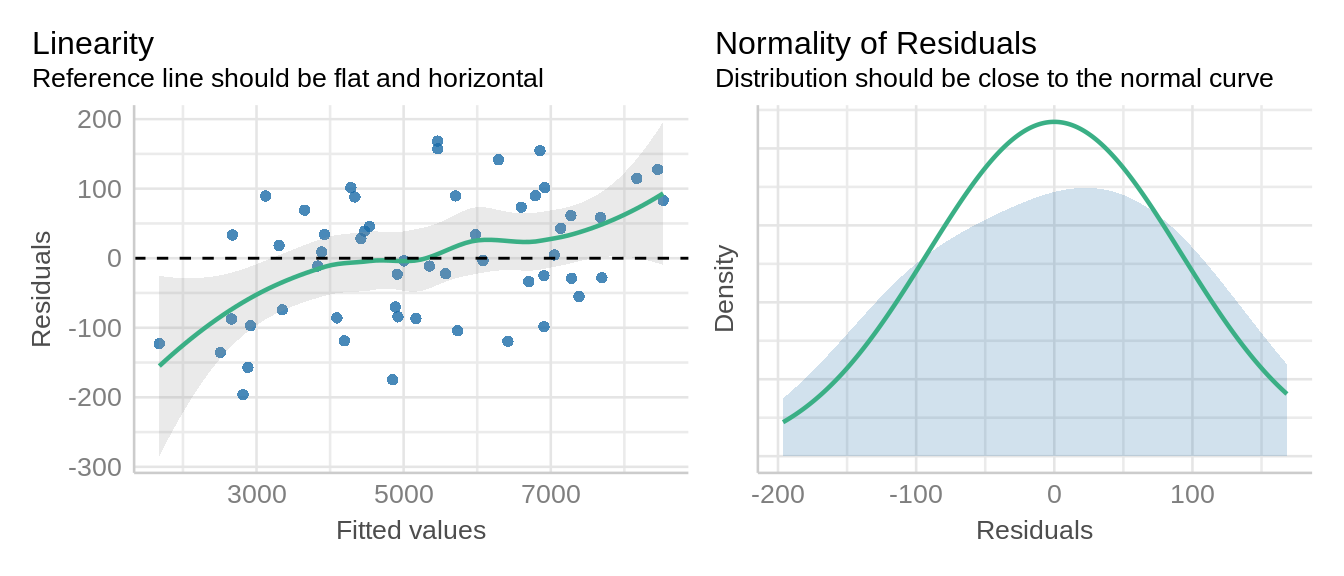 Linearity
Reference line should be flat and horizontal
200
100
0
-100
-200
-300
Residuals
3000 5000 7000
Fitted values
Normality of Residuals
Distribution should be close to the normal curve
Density
-200 -100 0 100
Residuals